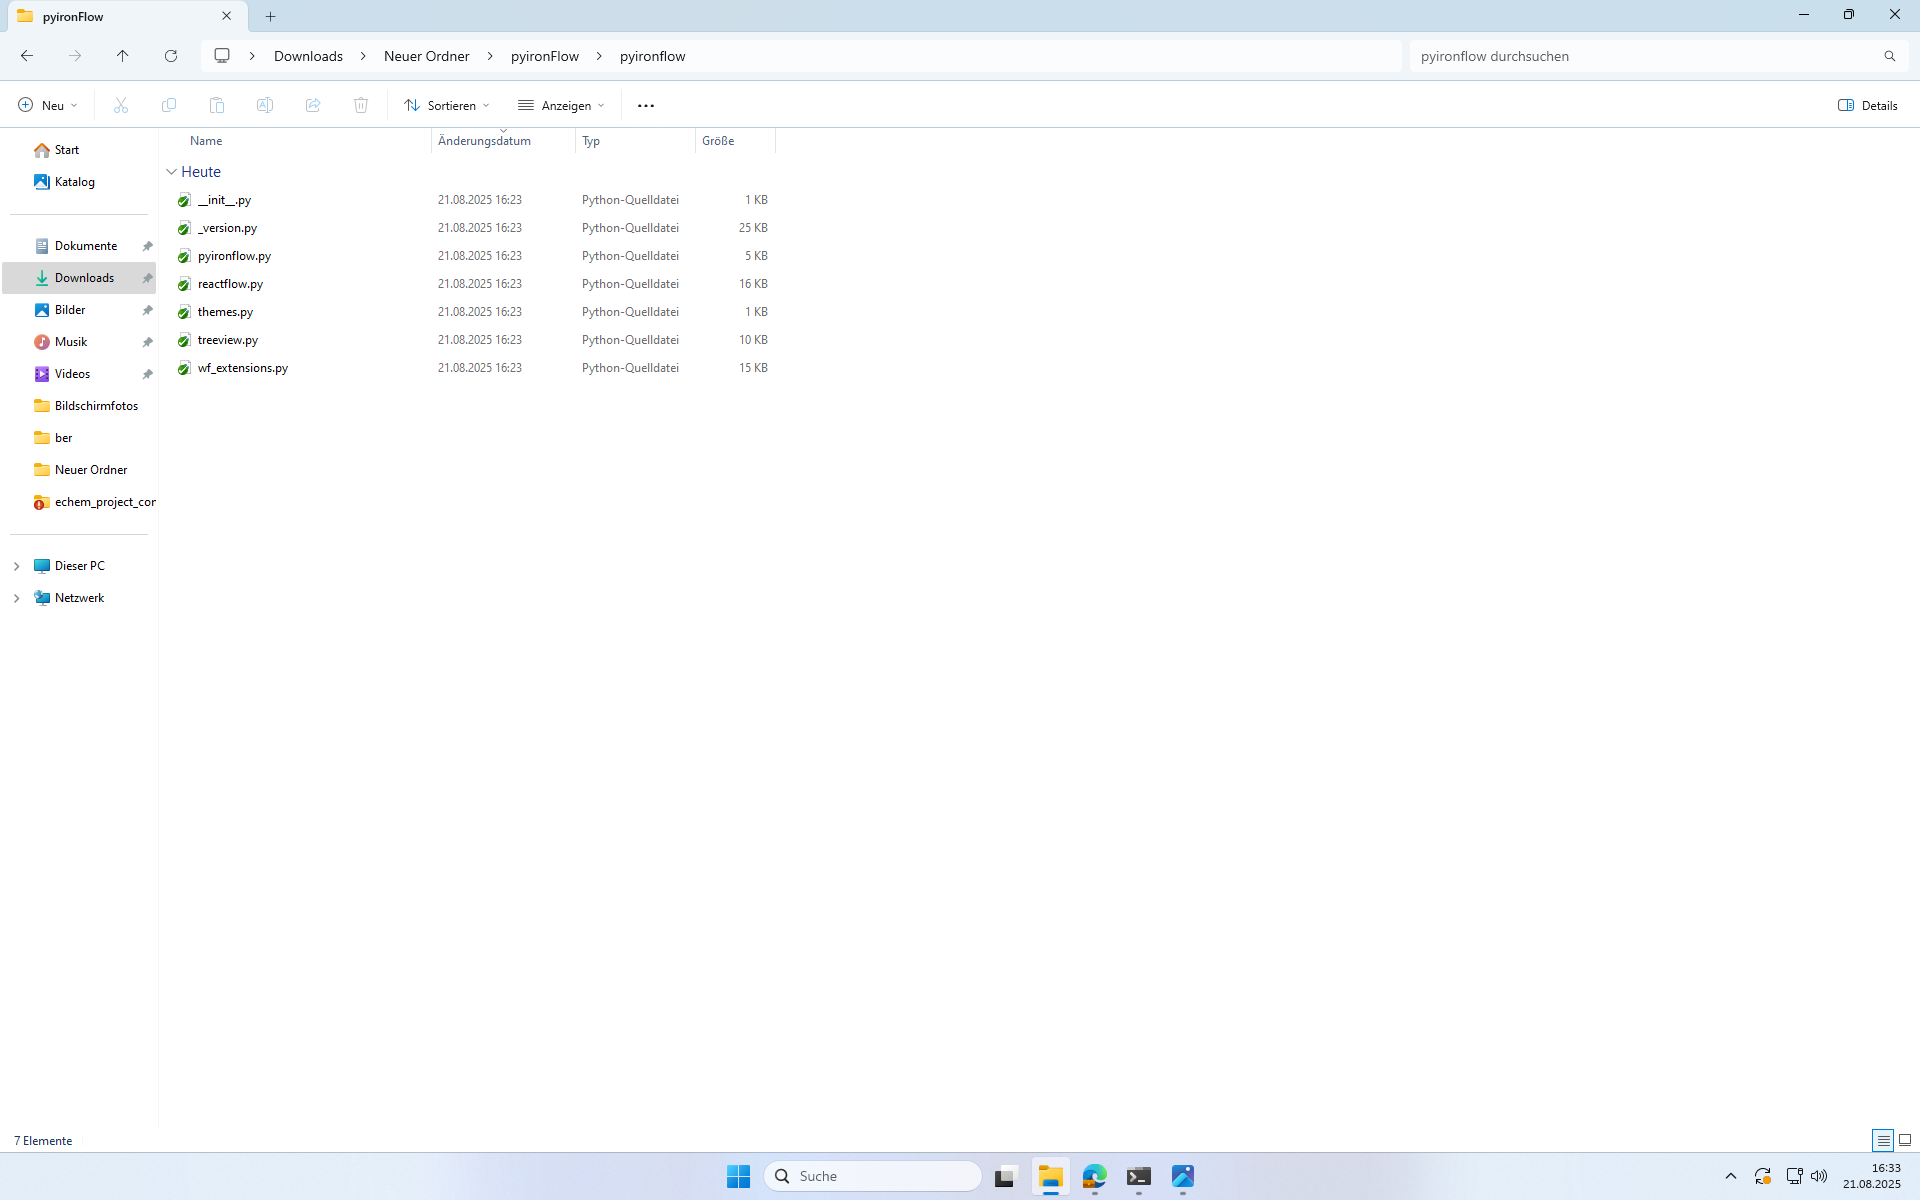 pyironFlow
Downloads
Neuer Ordner
pyironFlow
pyironflow
pyironflow durchsuchen
Neu
Sortieren
Anzeigen
Details
Name
Änderungsdatum
Typ
Größe
Heute
__init__.py 21.08.2025 16:23 Python-Quelldatei 1 KB
_version.py 21.08.2025 16:23 Python-Quelldatei 25 KB
pyironflow.py 21.08.2025 16:23 Python-Quelldatei 5 KB
reactflow.py 21.08.2025 16:23 Python-Quelldatei 16 KB
themes.py 21.08.2025 16:23 Python-Quelldatei 1 KB
treeview.py 21.08.2025 16:23 Python-Quelldatei 10 KB
wf_extensions.py 21.08.2025 16:23 Python-Quelldatei 15 KB
Start
Katalog
Dokumente
Downloads
Bilder
Musik
Videos
Bildschirmfotos
ber
Neuer Ordner
echem_project_cor
Dieser PC
Netzwerk
7 Elemente
Suche
16:33
21.08.2025